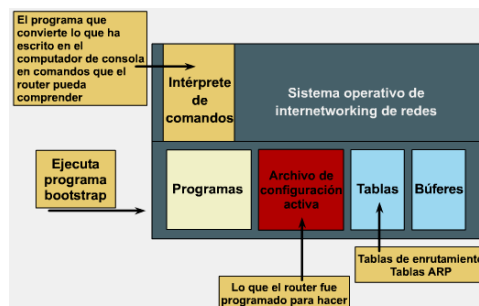 El programa que
convierte lo que ha
escrito en el
computador de consola
en comandos que el
router pueda
comprender
Intérprete
de
comandos
Sistema operativo de
internetworking de redes
Ejecuta
programa
bootstrap
Programas
Archivo de
configuración
activa
Tablas
Búferes
Lo que el router fue
programado para hacer
Tablas de enrutamiento
Tablas ARP